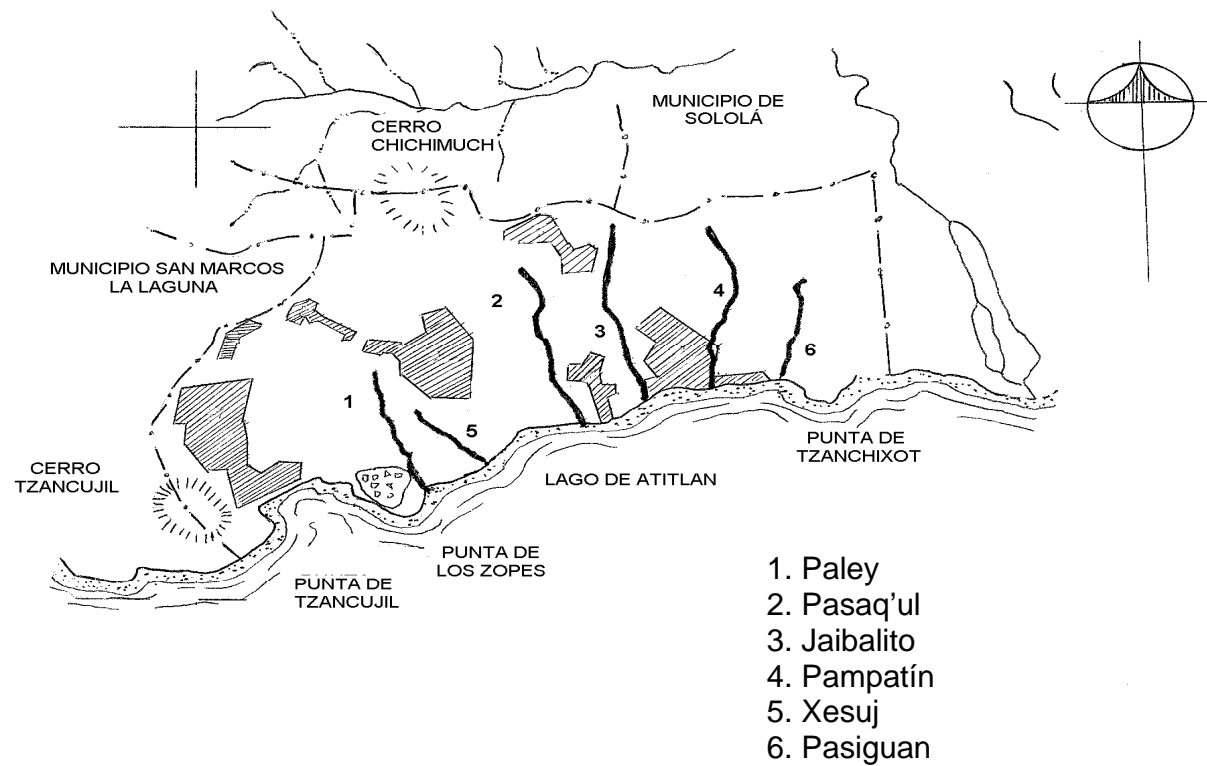 MUNICIPIO DE
SOLOLÁ
CERRO
CHICHIMUCH
MUNICIPIO SAN MARCOS
LA LAGUNA
2
4
3
6
1
5
CERRO
TZANCUJIL
PUNTA DE
TZANCHIXOT
LAGO DE ATITLAN
PUNTA DE
LOS ZOPES
PUNTA DE
TZANCUJIL
1. Paley
2. Pasaq'ul
3. Jaibalito
4. Pampatín
5. Xesuj
6. Pasiguan